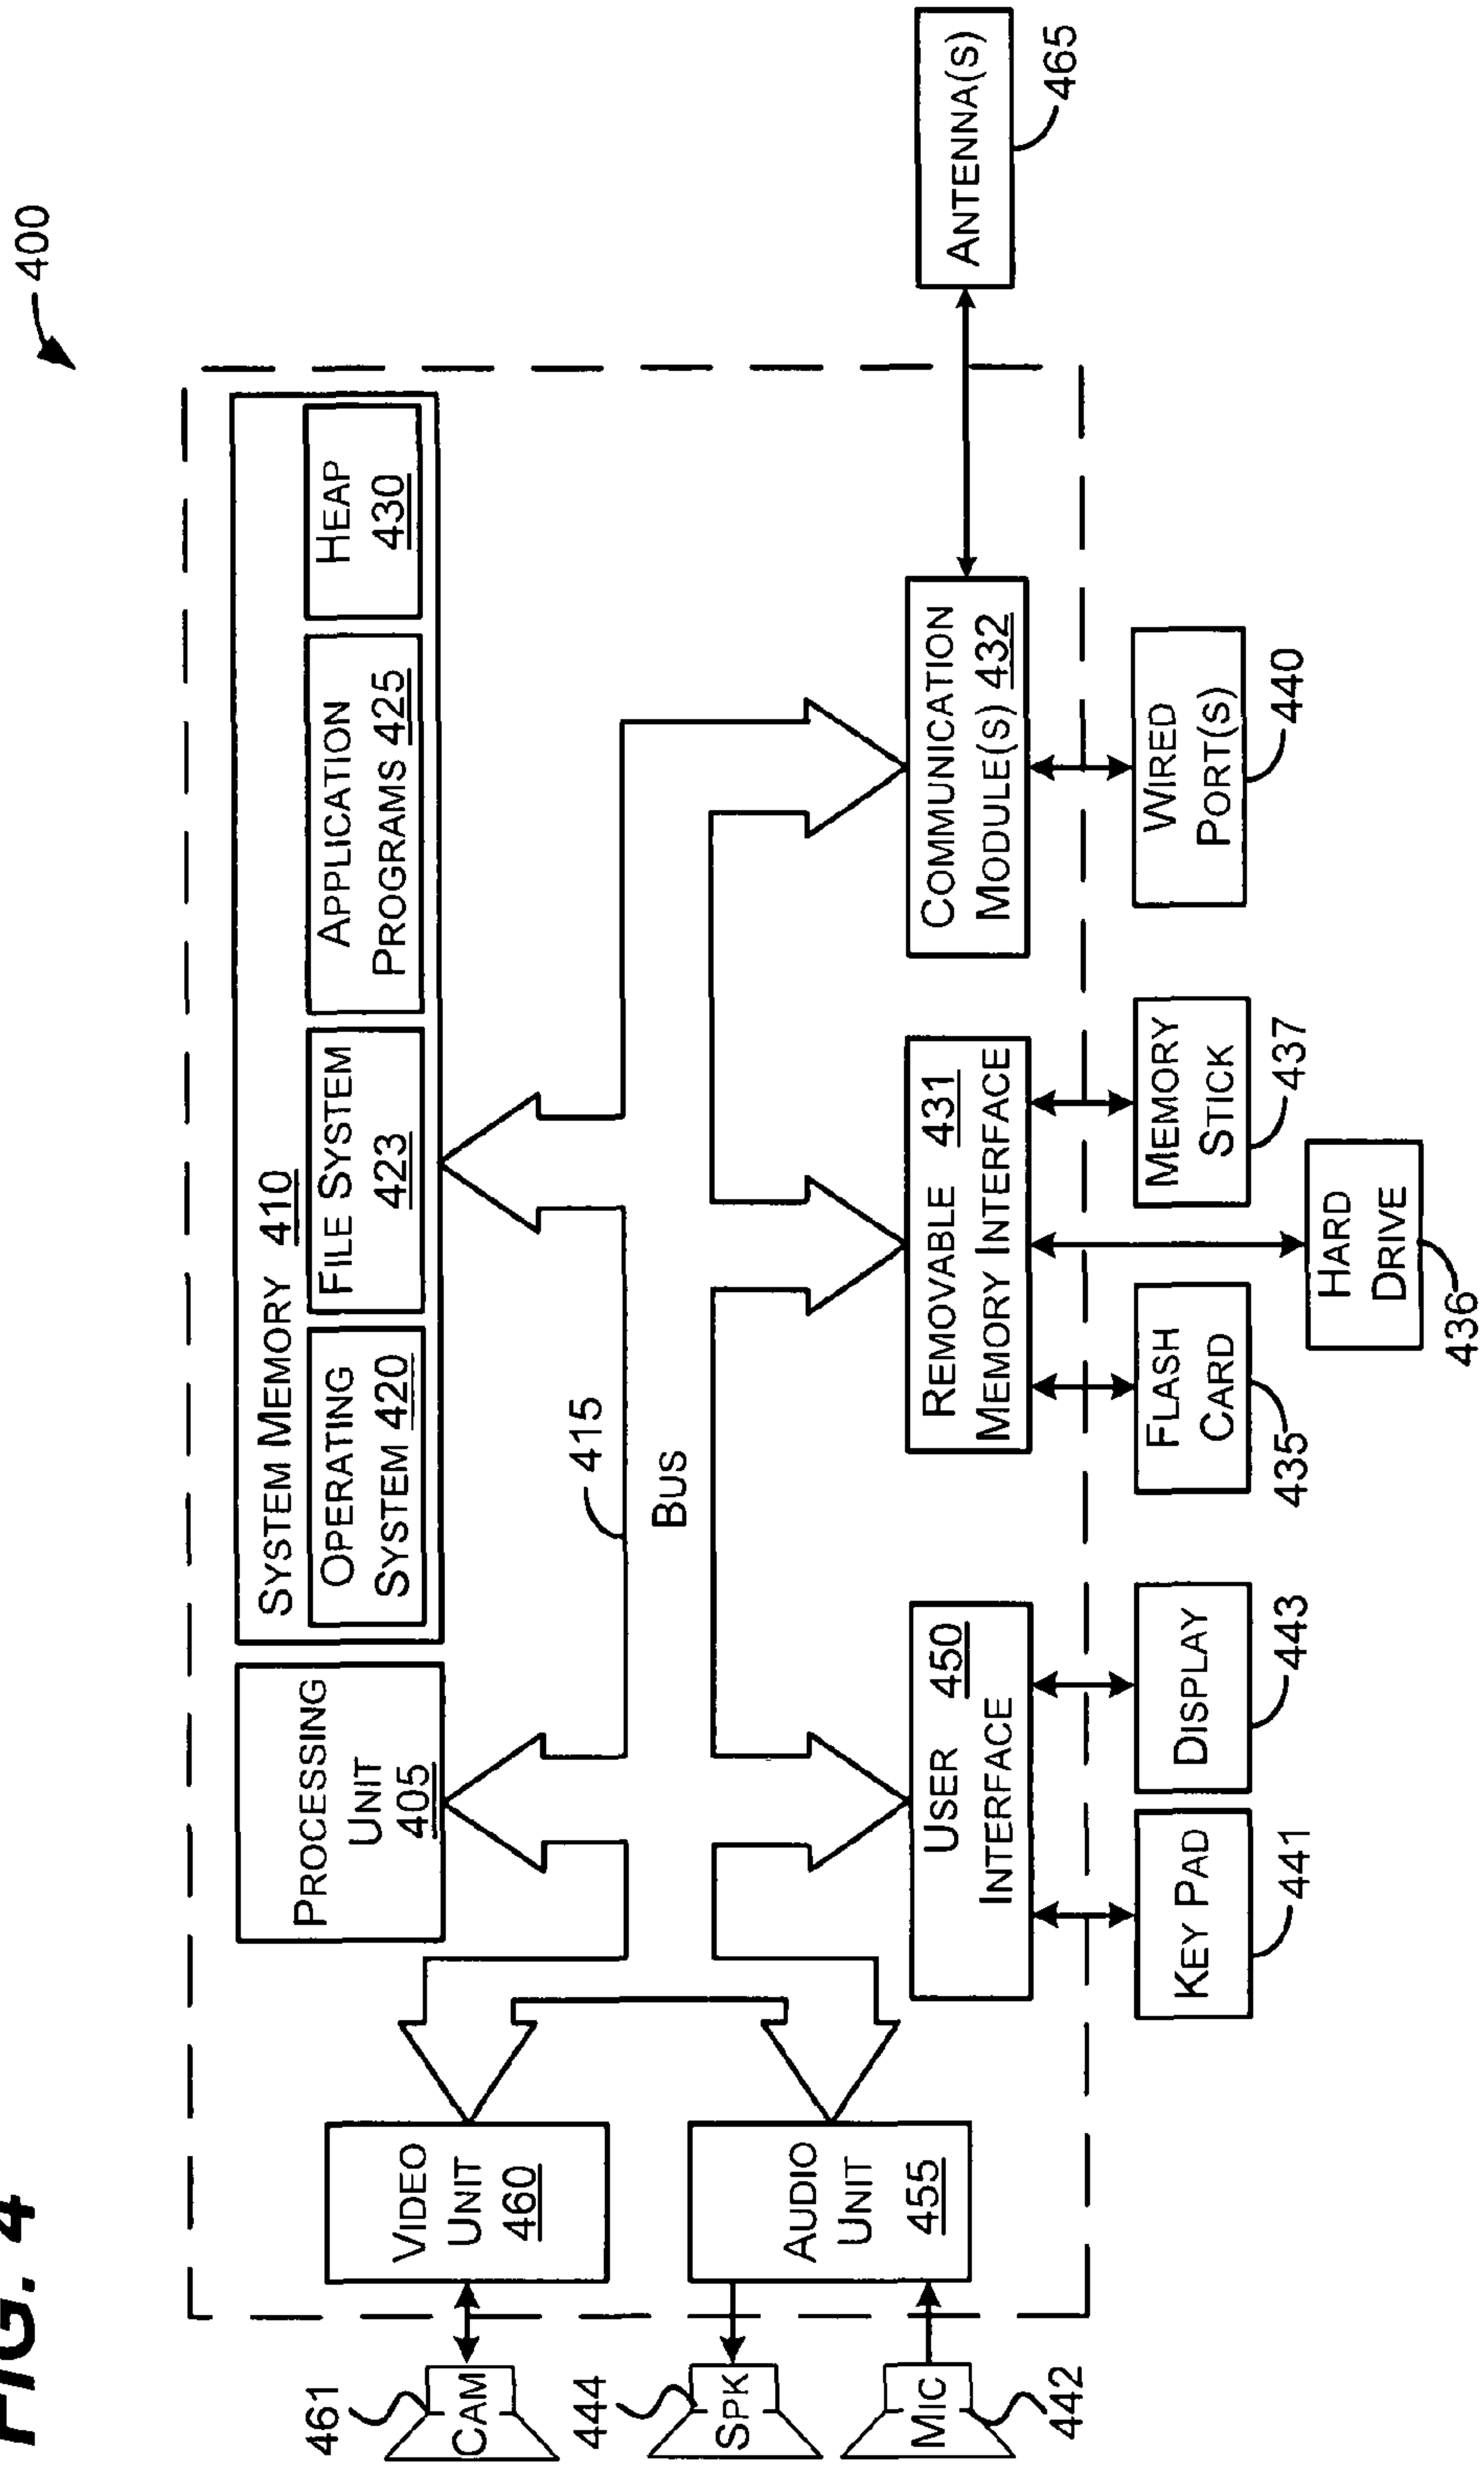 FIG. 4
400
SYSTEM MEMORY 410
PROCESSING
UNIT
405
OPERATING
SYSTEM 420
FILE SYSTEM
423
APPLICATION
PROGRAMS 425
HEAP
430
VIDEO
UNIT
460
461
CAM
415
BUS
444
SPK
AUDIO
UNIT
455
MIC
442
USER 450
INTERFACE
REMOVABLE 431
MEMORY INTERFACE
COMMUNICATION
MODULE(S) 432
ANTENNA(S)
465
KEY PAD
441
DISPLAY
443
FLASH
CARD
435
MEMORY
STICK
437
WIRED
PORT(S)
440
HARD
DRIVE
436